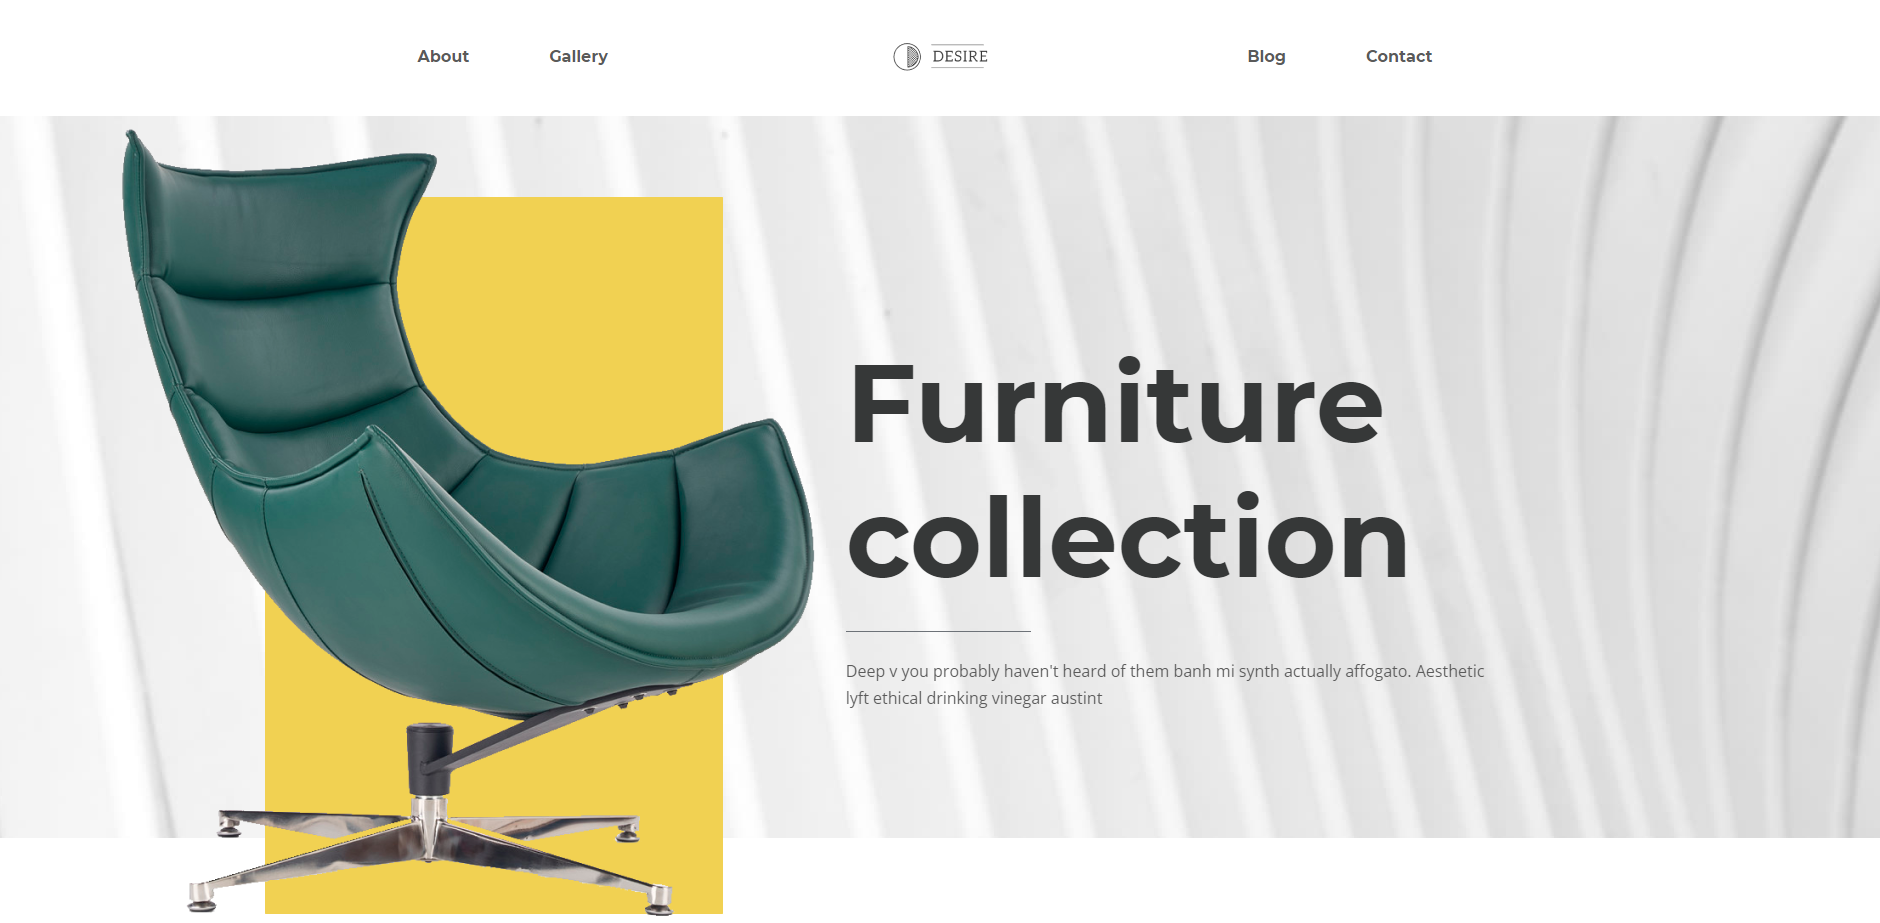 About
Gallery
DESIRE
Blog
Contact
Furniture
collection
Deep v you probably haven't heard of them banh mi synth actually affogato. Aesthetic
lyft ethical drinking vinegar austint